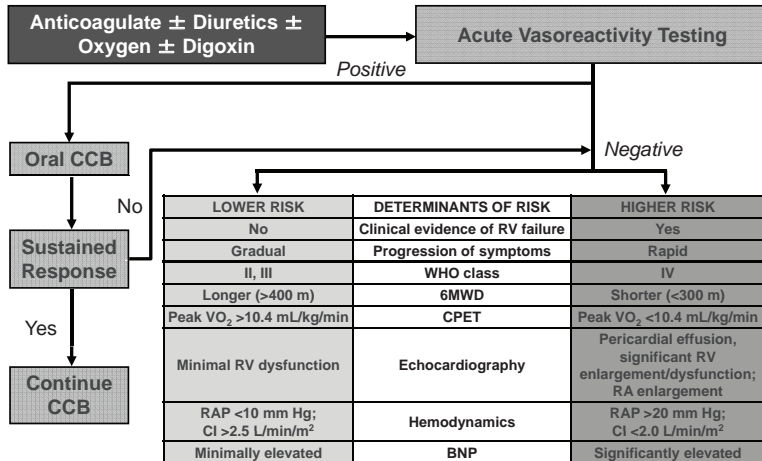 Anticoagulate ± Diuretics ±
Oxygen ± Digoxin
Acute Vasoreactivity Testing
Positive
Oral CCB
Negative
No
Sustained
Response
Yes
Continue
CCB
LOWER RISK DETERMINANTS OF RISK HIGHER RISK
No Clinical evidence of RV failure Yes
Gradual Progression of symptoms Rapid
II, III WHO class IV
Longer (>400 m) 6MWD Shorter (<300 m)
Peak VO₂ >10.4 mL/kg/min CPET Peak VO₂ <10.4 mL/kg/min
Minimal RV dysfunction Echocardiography Pericardial effusion,
significant RV
enlargement/dysfunction;
RA enlargement
RAP <10 mm Hg; Hemodynamics RAP >20 mm Hg;
CI >2.5 L/min/m² CI <2.0 L/min/m²
Minimally elevated BNP Significantly elevated